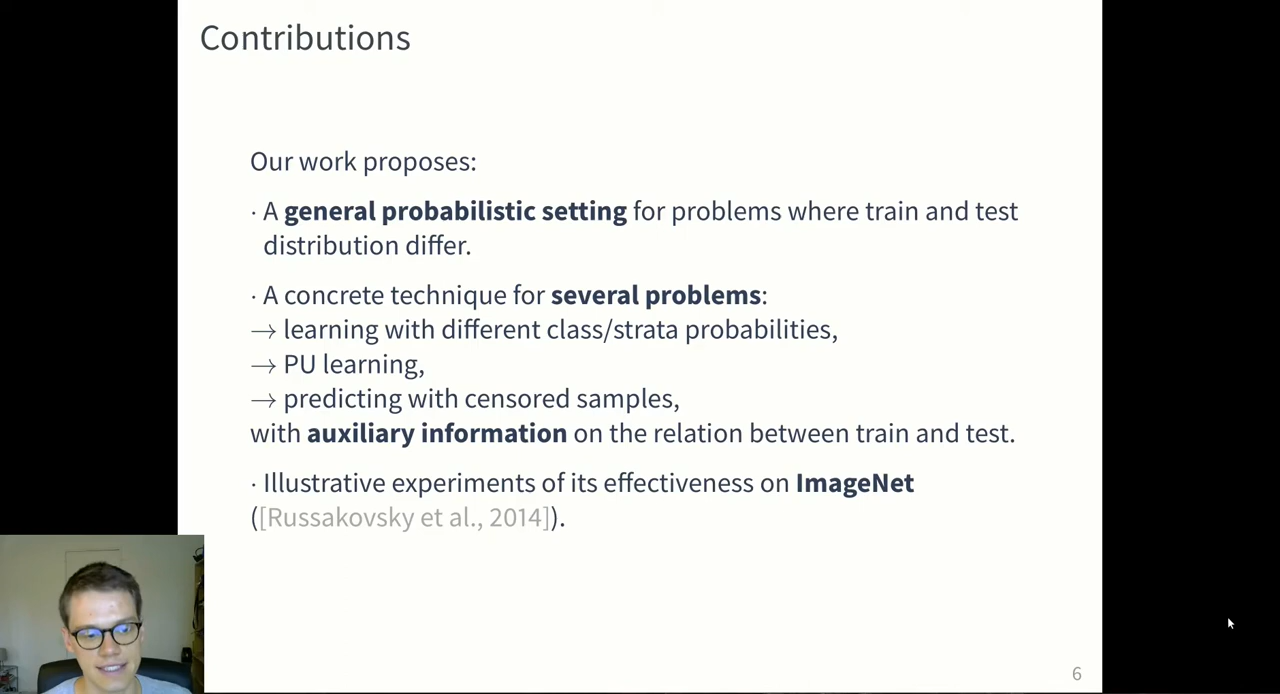 Contributions
Our work proposes:
· A general probabilistic setting for problems where train and test
distribution differ.
· A concrete technique for several problems:
→ learning with different class/strata probabilities,
→ PU learning,
→ predicting with censored samples,
with auxiliary information on the relation between train and test.
· Illustrative experiments of its effectiveness on ImageNet
([Russakovsky et al., 2014]).
6